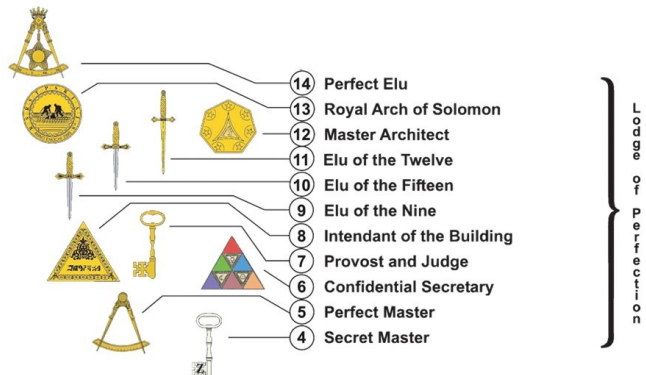 14 Perfect Elu
13 Royal Arch of Solomon
12 Master Architect
11 Elu of the Twelve
10 Elu of the Fifteen
9 Elu of the Nine
8 Intendant of the Building
7 Provost and Judge
6 Confidential Secretary
5 Perfect Master
4 Secret Master
Z
Lodge of Perfection